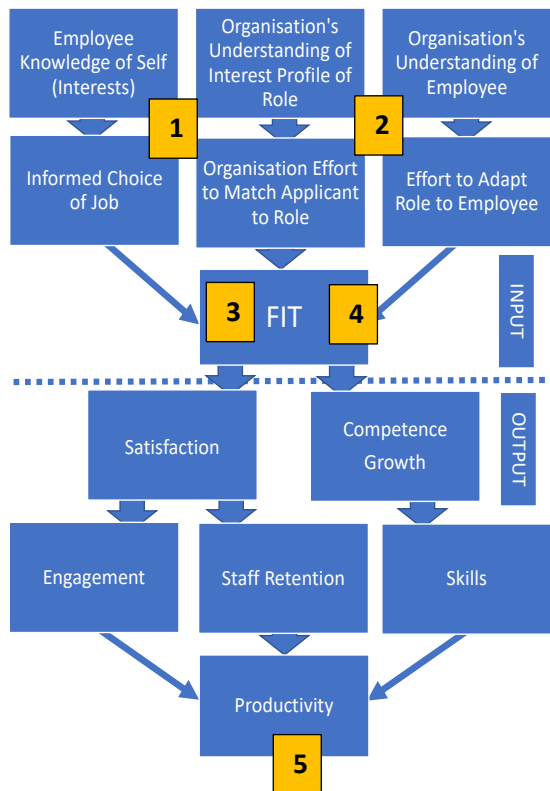 Employee
Knowledge of Self
(Interests)
Organisation's
Understanding of
Interest Profile of
Role
Organisation's
Understanding of
Employee
1
2
Informed Choice
of Job
Organisation Effort
to Match Applicant
to Role
Effort to Adapt
Role to Employee
3
FIT
4
INPUT
Satisfaction
Competence
Growth
OUTPUT
Engagement
Staff Retention
Skills
Productivity
5